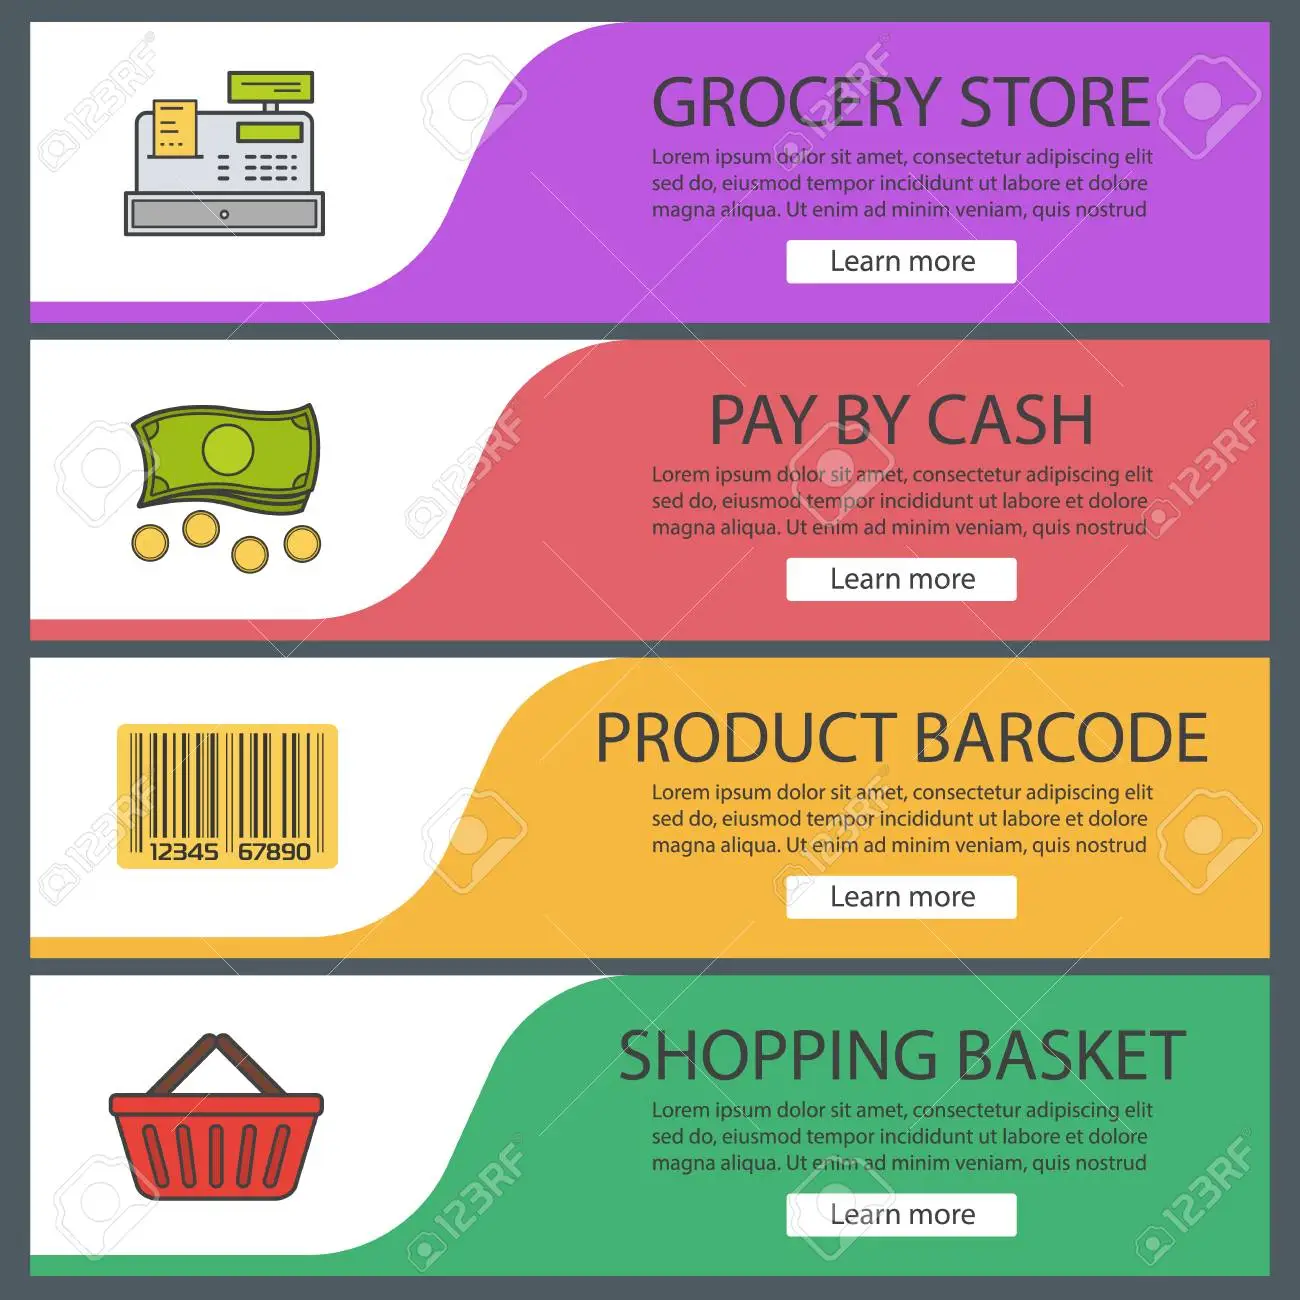 GROCERY STORE
Lorem ipsum dolor sit amet, consectetur adipiscing elit,
sed do, eiusmod tempor incididunt ut labore et dolore
magna aliqua. Ut enim ad minim veniam, quis nostrud
Learn more
PAY BY CASH
Lorem ipsum dolor sit amet, consectetur adipiscing elit,
sed do, eiusmod tempor incididunt ut labore et dolore
magna aliqua. Ut enim ad minim veniam, quis nostrud
Learn more
12345 67890
PRODUCT BARCODE
Lorem ipsum dolor sit amet, consectetur adipiscing elit,
sed do, eiusmod tempor incididunt ut labore et dolore
magna aliqua. Ut enim ad minim veniam, quis nostrud
Learn more
SHOPPING BASKET
Lorem ipsum dolor sit amet, consectetur adipiscing elit,
sed do, eiusmod tempor incididunt ut labore et dolore
magna aliqua. Ut enim ad minim veniam, quis nostrud
Learn more
123RF